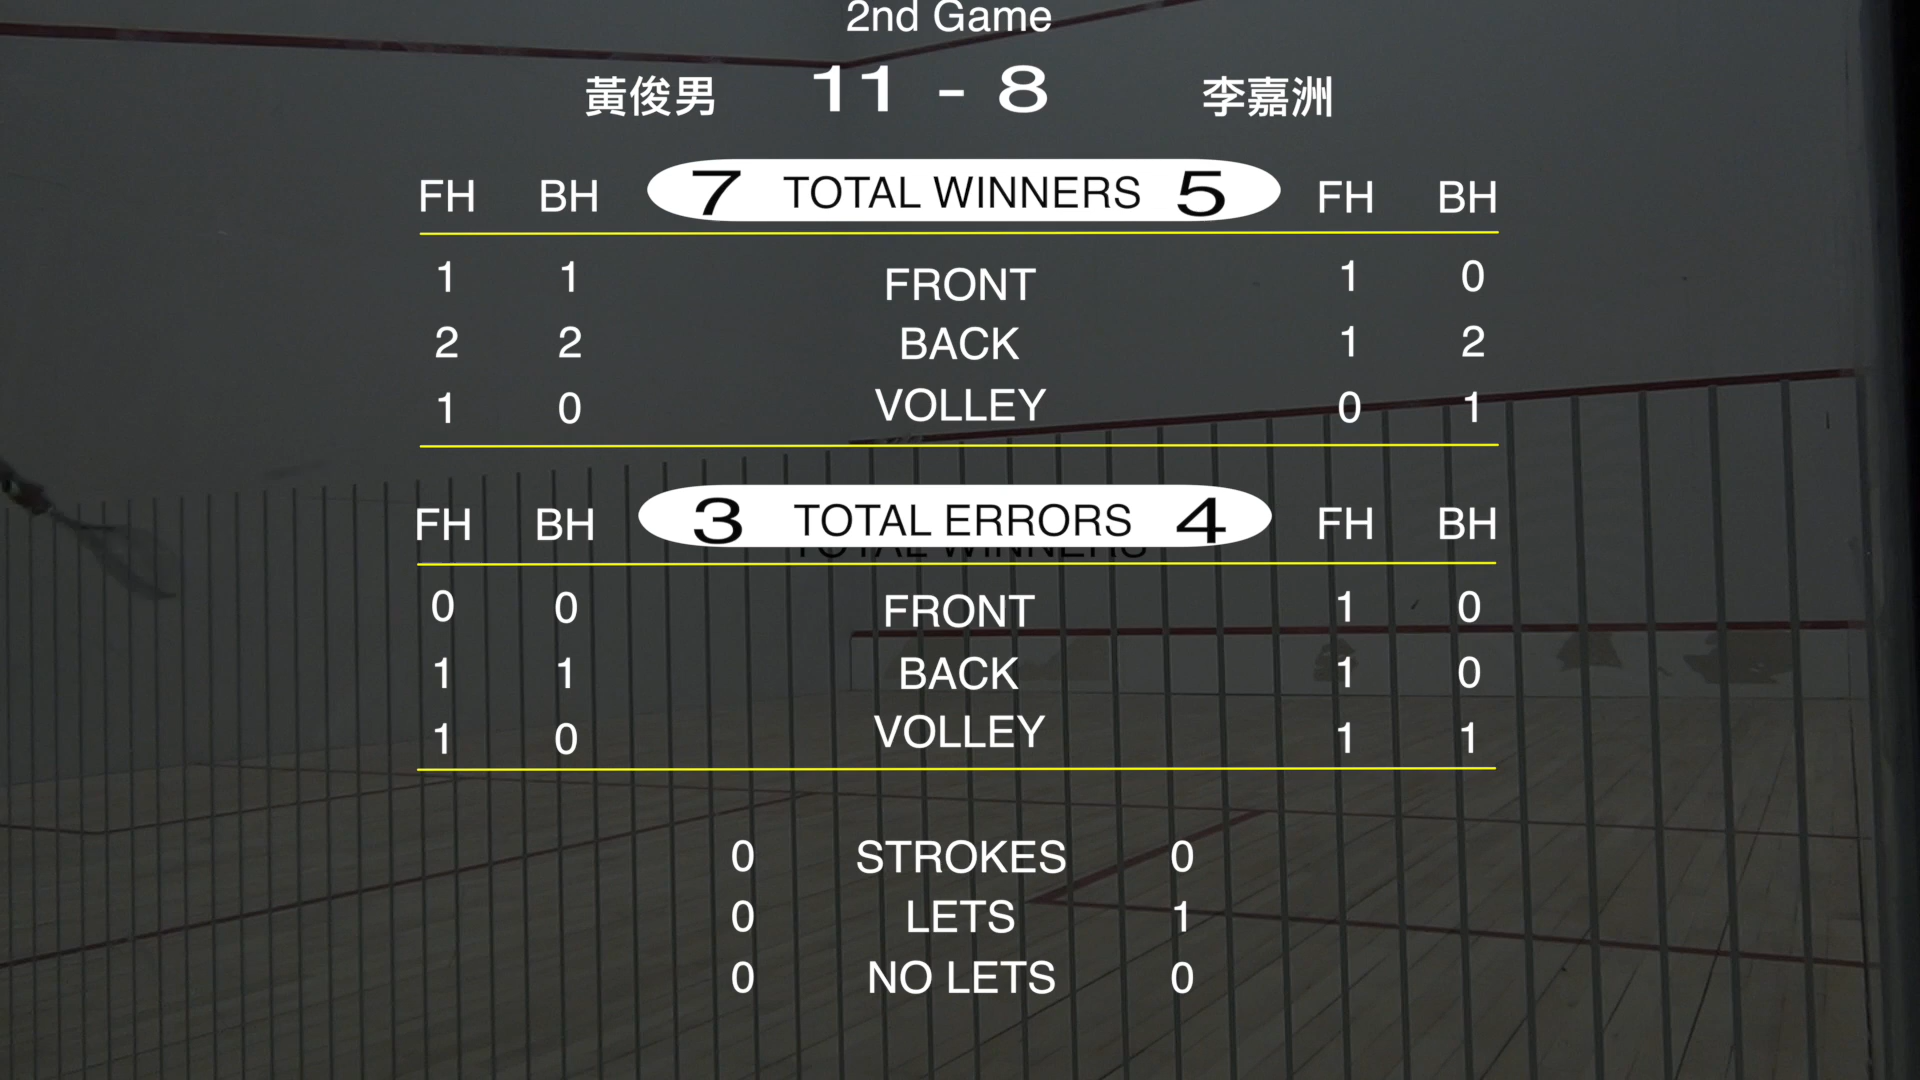 2nd Game
黃俊男 11 - 8 李嘉洲
FH BH 7 TOTAL WINNERS 5 FH BH
1 1 FRONT 1 0
2 2 BACK 1 2
1 0 VOLLEY 0 1
FH BH 3 TOTAL ERRORS 4 FH BH
TOTAL WINNERS
0 0 FRONT 1 0
1 1 BACK 1 0
1 0 VOLLEY 1 1
0 STROKES 0
0 LETS 1
0 NO LETS 0